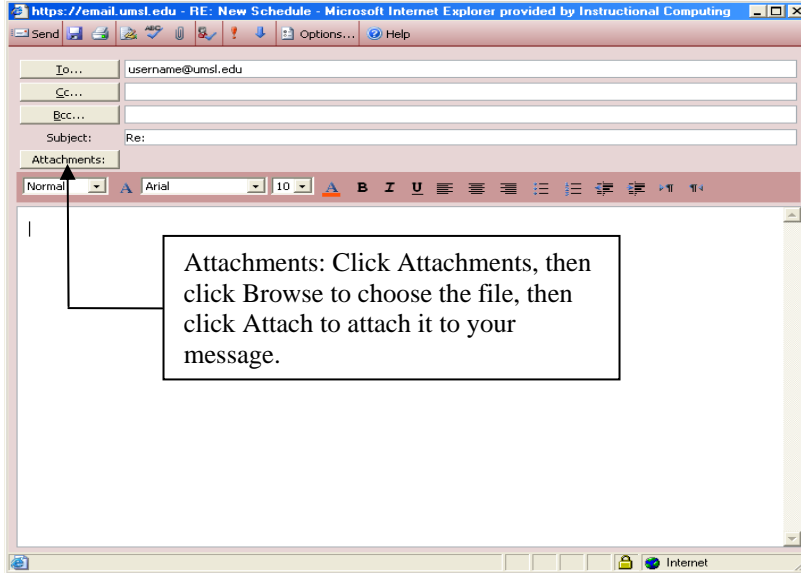 https://email.umsl.edu - RE: New Schedule - Microsoft Internet Explorer provided by Instructional Computing
Send ABC Options... Help
To... username@umsl.edu
Cc...
Bcc...
Subject: Re:
Attachments:
Normal A Arial 10 A B I U
Attachments: Click Attachments, then
click Browse to choose the file, then
click Attach to attach it to your
message.
Internet